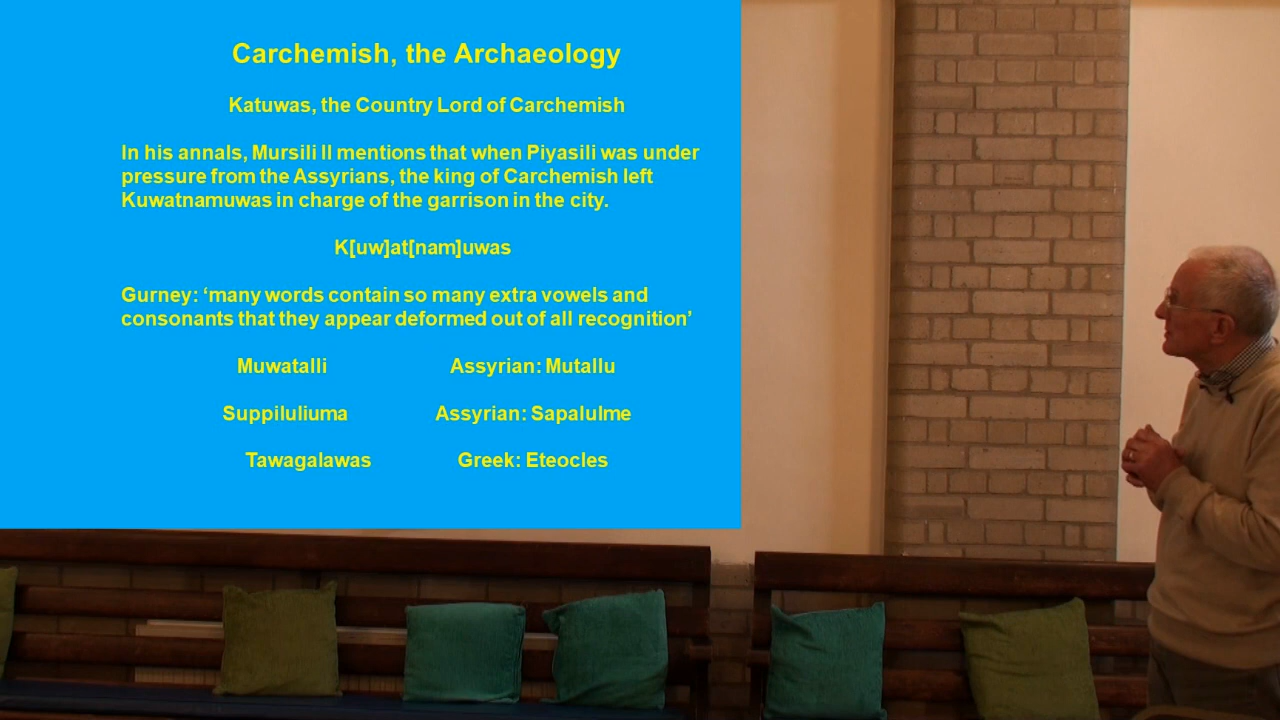 Carchemish, the Archaeology
Katuwas, the Country Lord of Carchemish
In his annals, Mursili II mentions that when Piyasili was under
pressure from the Assyrians, the king of Carchemish left
Kuwatnamuwas in charge of the garrison in the city.
K[uw]at[nam]uwas
Gurney: ‘many words contain so many extra vowels and
consonants that they appear deformed out of all recognition’
Muwatalli Assyrian: Mutallu
Suppiluliuma Assyrian: Sapalulme
Tawagalawas Greek: Eteocles